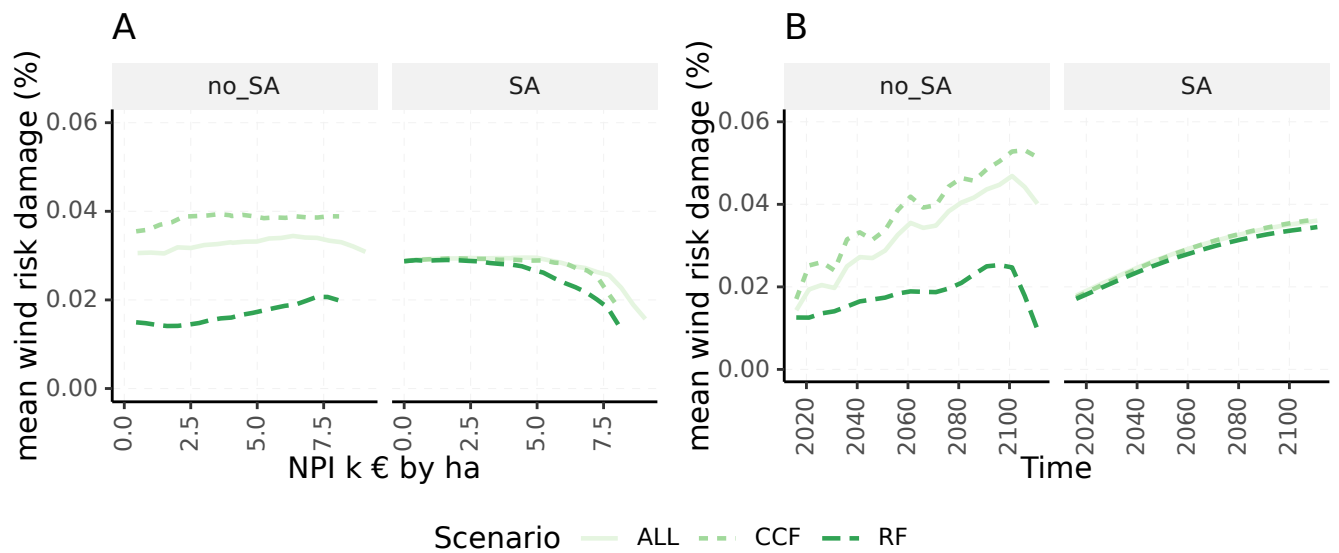 A
B
mean wind risk damage (%)
no_SA
SA
0.06
0.04
0.02
0.00
0.0
2.5
5.0
7.5
0.0
2.5
5.0
7.5
NPI k € by ha
mean wind risk damage (%)
no_SA
SA
0.06
0.04
0.02
0.00
2020
2040
2060
2080
2100
2020
2040
2060
2080
2100
Time
Scenario ALL CCF RF